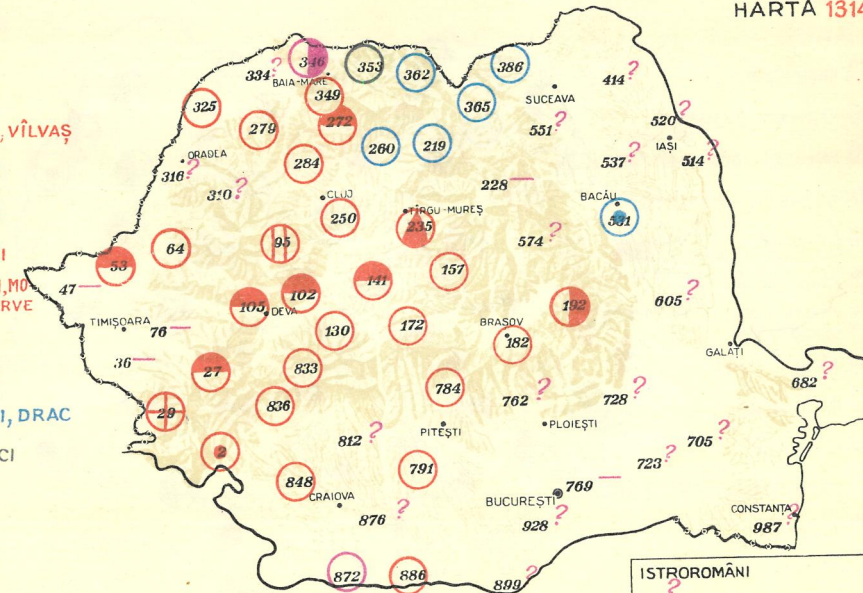 HARTA 1314
346
353
362
386
334 ?
BAIA-MARE
349
365
SUCEAVA
414 ?
325
279
272
551 ?
520 ?
, VÎLVAȘ
IAȘI
260
219
537 ?
514 ?
ORADEA
316 ?
284
310 ?
228 —
CLUJ
BACĂU
TÎRGU-MUREȘ
250
235
531
95
574 ?
64
I
53
157
47 —
141
, MO-
RVE
105
102
DEVA
192
605 ?
TIMIȘOARA
76 —
130
172
BRAȘOV
182
GALAȚI
36 —
27
833
682 ?
784
762 ?
728 ?
29
836
I, DRAC
812 ?
PITEȘTI
PLOIEȘTI
705 ?
2
CI
723 ?
791
848
769 —
CRAIOVA
BUCUREȘTI
876 ?
928 ?
CONSTANȚA
987 ?
872
886
899 ?
ISTROROMÂNI
?